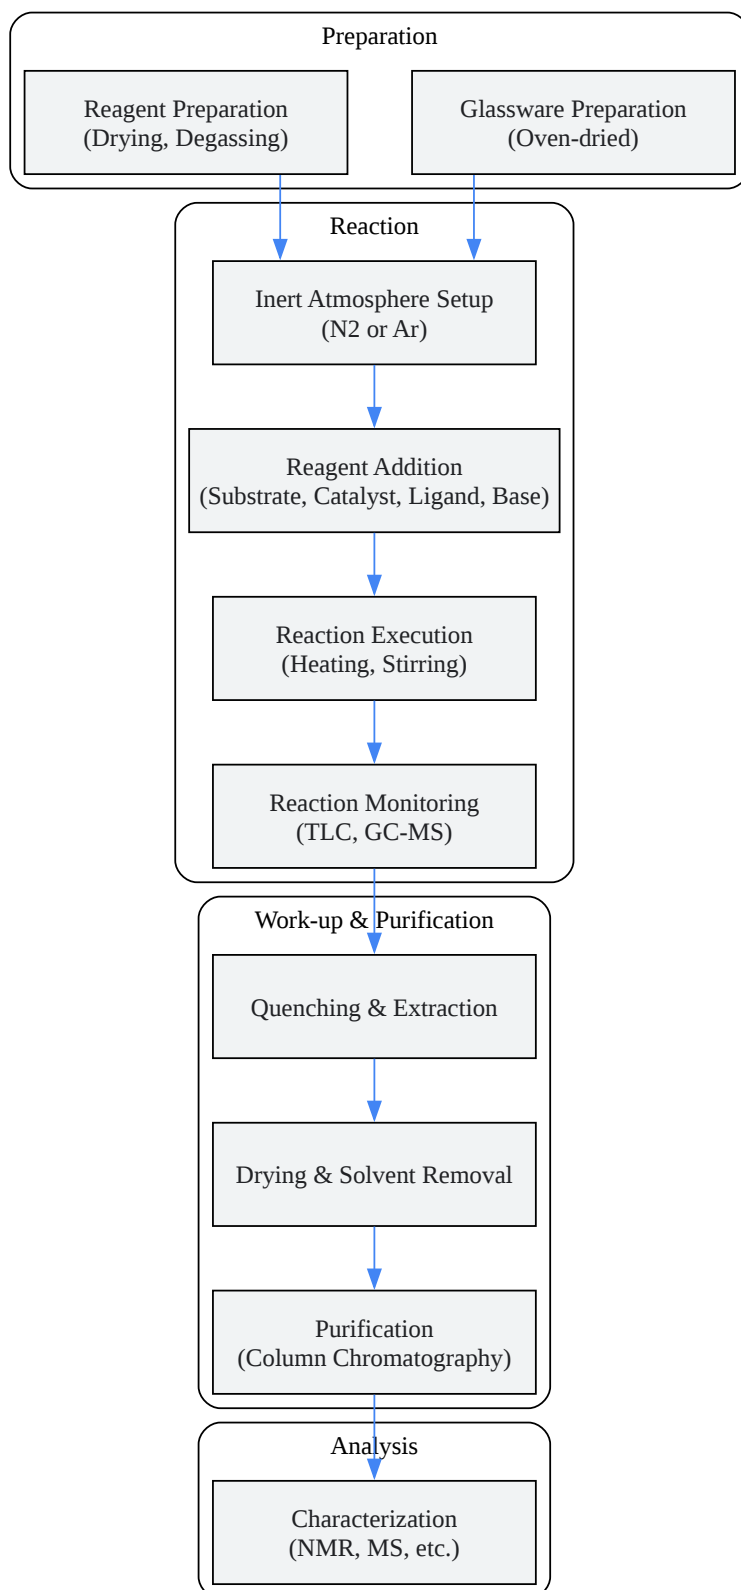 Preparation
Reagent Preparation
(Drying, Degassing)
Glassware Preparation
(Oven-dried)
Reaction
Inert Atmosphere Setup
(N2 or Ar)
Reagent Addition
(Substrate, Catalyst, Ligand, Base)
Reaction Execution
(Heating, Stirring)
Reaction Monitoring
(TLC, GC-MS)
Work-up & Purification
Quenching & Extraction
Drying & Solvent Removal
Purification
(Column Chromatography)
Analysis
Characterization
(NMR, MS, etc.)